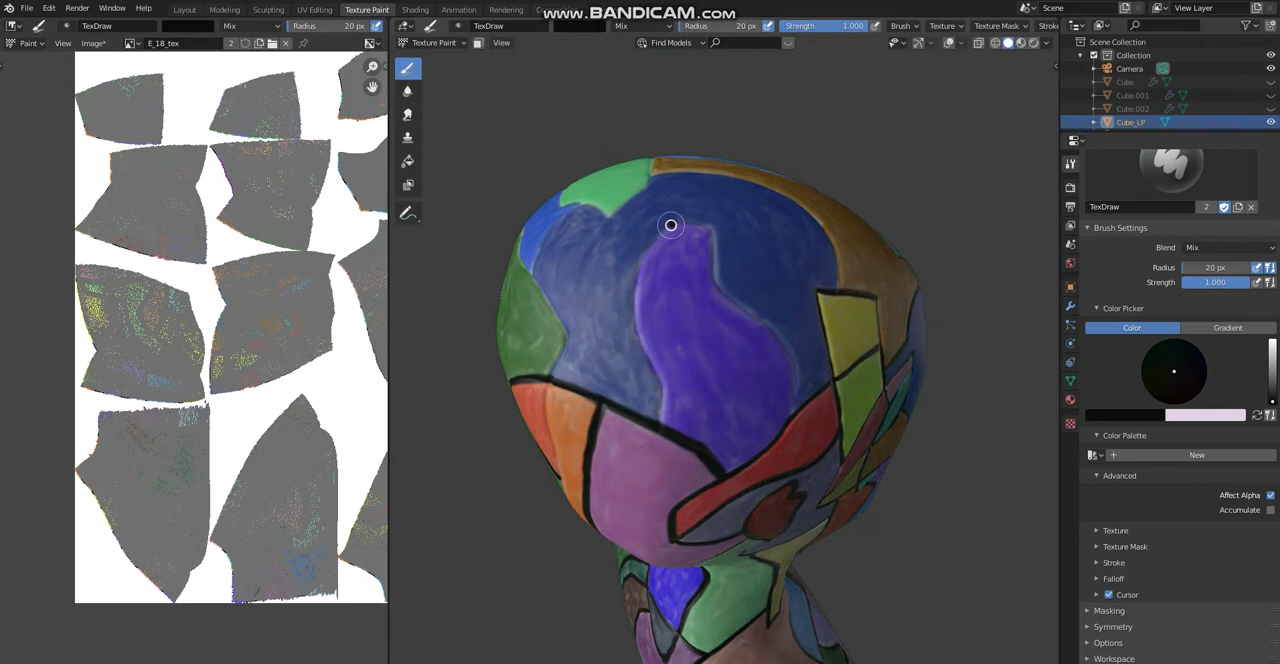 File Edit Render Window Help Layout Modeling Sculpting UV Editing Texture Paint Shading Animation Rendering
www.BANDICAM.com
Scene View Layer
TexDraw Mix Radius 20 px
TexDraw Mix Radius 20 px Strength 1.000 Brush Texture Texture Mask Stroke
Paint View Image* E_18_tex 2
Texture Paint View Find Models
Scene Collection
Collection
Camera
Cube
Cube.001
Cube.002
Cube_LP
TexDraw 2
Brush Settings
Blend Mix
Radius 20 px
Strength 1.000
Color Picker
Color Gradient
Color Palette
New
Advanced
Affect Alpha
Accumulate
Texture
Texture Mask
Stroke
Falloff
Cursor
Masking
Symmetry
Options
Workspace